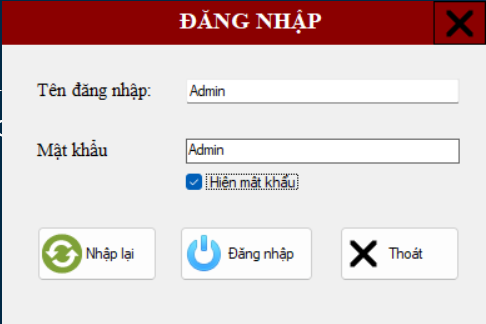 ĐĂNG NHẬP
Tên đăng nhập:
Admin
Mật khẩu
Admin
Hiện mật khẩu
Nhập lại
Đăng nhập
Thoát